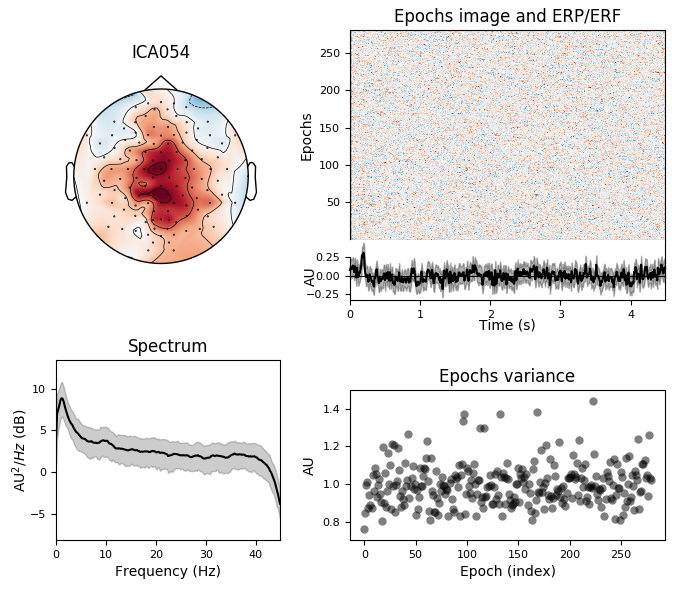 ICA054
Epochs image and ERP/ERF
Epochs
250
200
150
100
50
AU
0.25
0.00
−0.25
0
1
2
3
4
Time (s)
Spectrum
AU²/Hz (dB)
10
5
0
−5
0
10
20
30
40
Frequency (Hz)
Epochs variance
AU
1.4
1.2
1.0
0.8
0
50
100
150
200
250
Epoch (index)